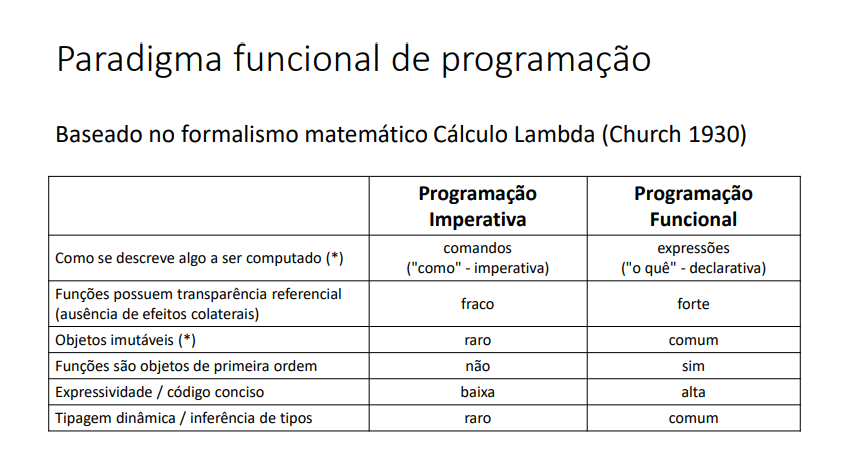 Paradigma funcional de programação
Baseado no formalismo matemático Cálculo Lambda (Church 1930)
Programação Imperativa
Programação Funcional
Como se descreve algo a ser computado (*)
comandos
("como" - imperativa)
expressões
("o quê" - declarativa)
Funções possuem transparência referencial
(ausência de efeitos colaterais)
fraco
forte
Objetos imutáveis (*)
raro
comum
Funções são objetos de primeira ordem
não
sim
Expressividade / código conciso
baixa
alta
Tipagem dinâmica / inferência de tipos
raro
comum